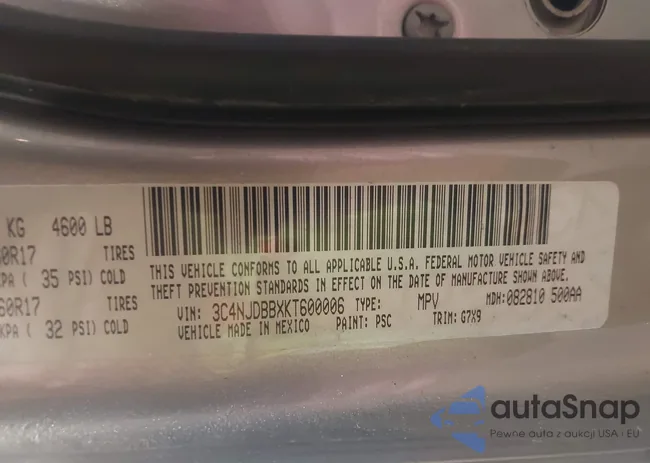 KG 4600 LB
0R17 TIRES
KPA ( 35 PSI) COLD
60R17 TIRES
KPA ( 32 PSI) COLD
THIS VEHICLE CONFORMS TO ALL APPLICABLE U.S.A. FEDERAL MOTOR VEHICLE SAFETY AND
THEFT PREVENTION STANDARDS IN EFFECT ON THE DATE OF MANUFACTURE SHOWN ABOVE.
VIN: 3C4NJDBBXKT600006 TYPE: MPV MDH: 082810 500AA
VEHICLE MADE IN MEXICO PAINT: PSC TRIM: G7X9
autaSnap
Pewne auta z aukcji USA i EU